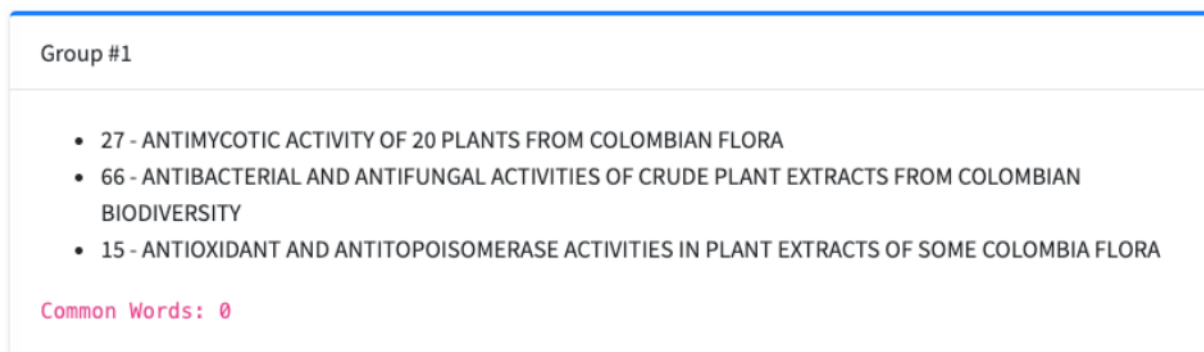 Group #1
• 27 - ANTIMYCOTIC ACTIVITY OF 20 PLANTS FROM COLOMBIAN FLORA
• 66 - ANTIBACTERIAL AND ANTIFUNGAL ACTIVITIES OF CRUDE PLANT EXTRACTS FROM COLOMBIAN
BIODIVERSITY
• 15 - ANTIOXIDANT AND ANTITOPOISOMERASE ACTIVITIES IN PLANT EXTRACTS OF SOME COLOMBIA FLORA
Common Words: 0